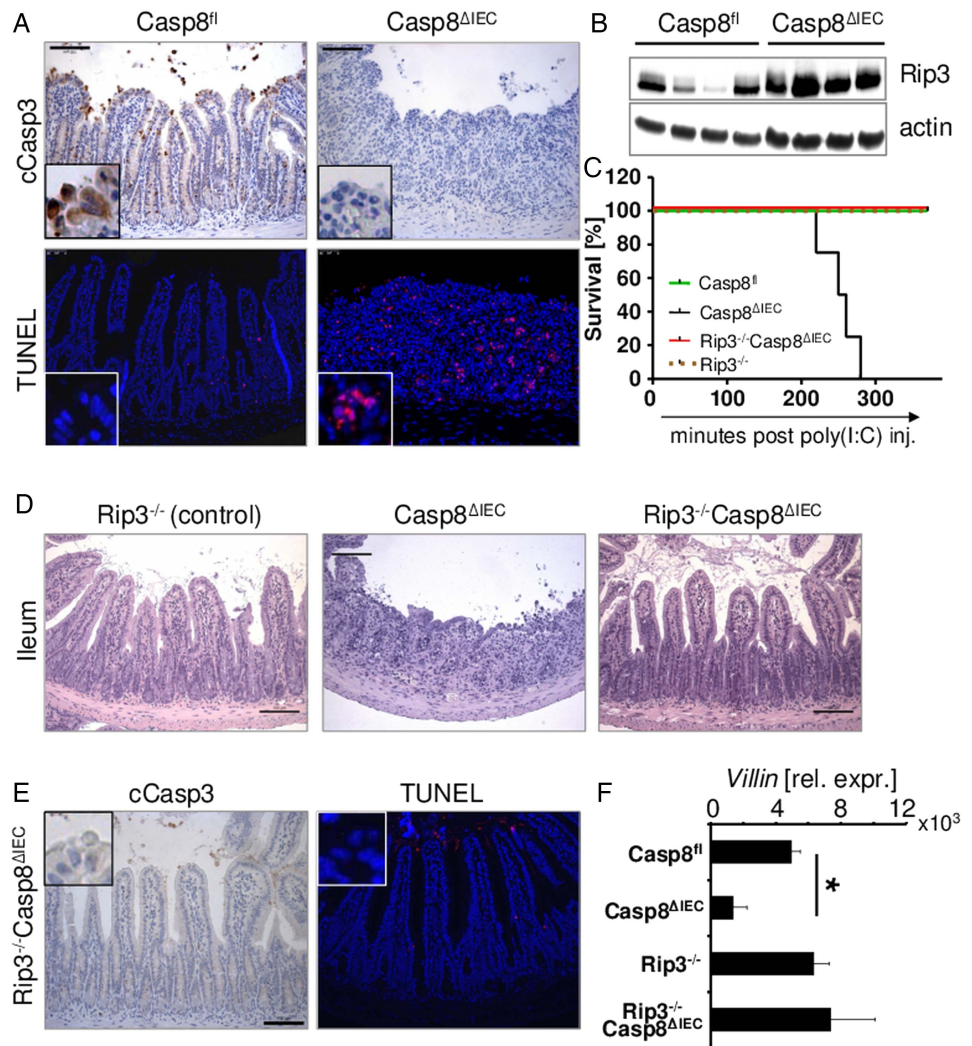 A
Casp8fl
Casp8ΔIEC
cCasp3
TUNEL
B
Casp8fl
Casp8ΔIEC
Rip3
actin
C
Survival [%]
120
100
80
60
40
20
0
Casp8fl
Casp8ΔIEC
Rip3-/-Casp8ΔIEC
Rip3-/-
0
200
300
minutes post poly(I:C) inj.
D
Rip3-/- (control)
Casp8ΔIEC
Rip3-/-Casp8ΔIEC
Ileum
E
cCasp3
TUNEL
Rip3-/-Casp8ΔIEC
F
Villin [rel. expr.]
0 4 8 12
x10³
Casp8fl
Casp8ΔIEC
Rip3-/-
Rip3-/-
Casp8ΔIEC
*